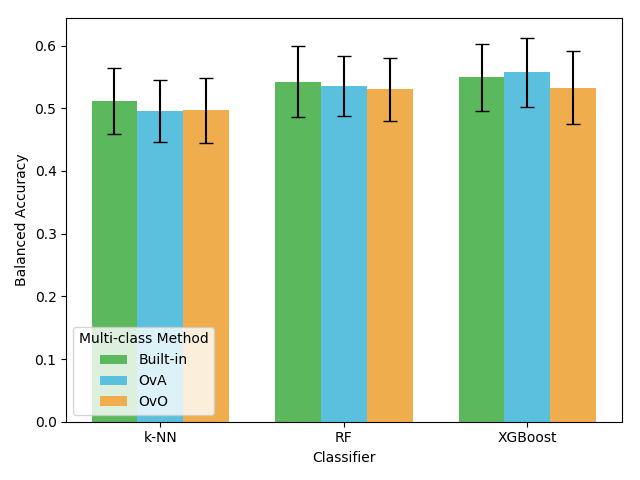 0.6
0.5
0.4
0.3
0.2
0.1
0.0
Balanced Accuracy
Multi-class Method
Built-in
OvA
OvO
k-NN
RF
XGBoost
Classifier